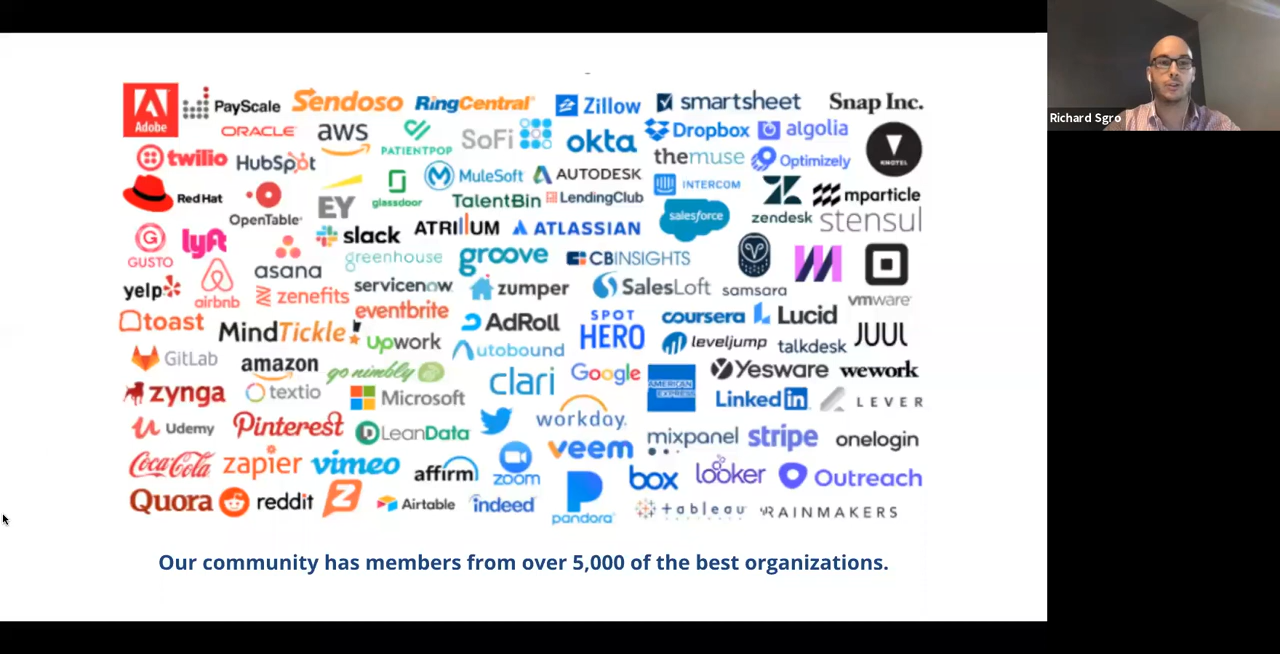 Adobe
PayScale
Sendoso
RingCentral
Zillow
smartsheet
Snap Inc.
ORACLE
aws
PATIENTPOP
SoFi
okta
Dropbox
algolia
KNOTEL
twilio
HubSpot
themuse
Optimizely
Red Hat
OpenTable
EY
glassdoor
MuleSoft
AUTODESK
INTERCOM
zendesk
mparticle
TalentBin
LendingClub
salesforce
stensul
GUSTO
lyft
slack
ATRIUM
ATLASSIAN
asana
greenhouse
groove
CBINSIGHTS
samsara
yelp
airbnb
zenefits
servicenow
zumper
SalesLoft
vmware
toast
MindTickle
eventbrite
AdRoll
SPOT
HERO
coursera
Lucid
JUUL
upwork
Autobound
leveljump
talkdesk
GitLab
amazon
go nimbly
clari
Google
AMERICAN
EXPRESS
Yesware
wework
zynga
textio
Microsoft
LinkedIn
LEVER
Udemy
Pinterest
LeanData
workday.
mixpanel
stripe
onelogin
Coca-Cola
zapier
vimeo
affirm
zoom
veem
box
looker
Outreach
Quora
reddit
Airtable
indeed
pandora
tableau
RAINMAKERS
Our community has members from over 5,000 of the best organizations.
Richard Sgro